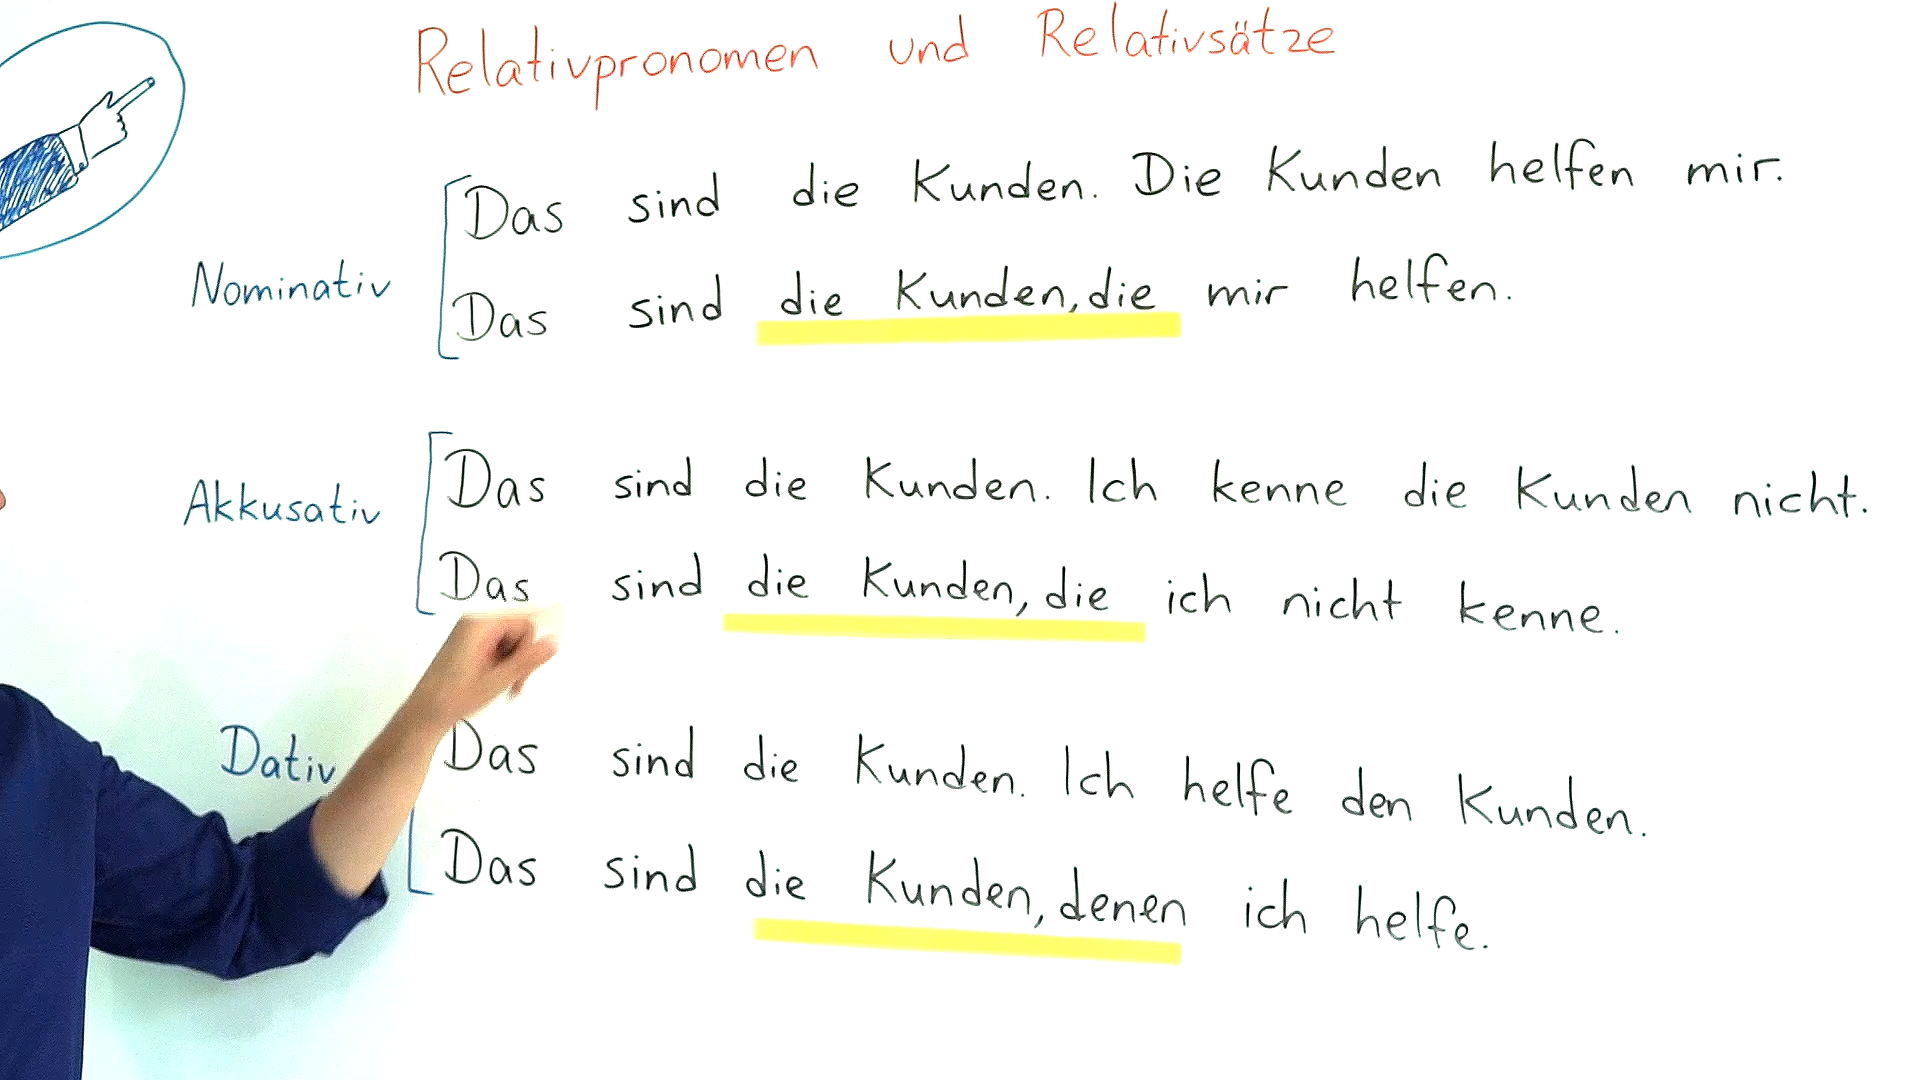 Relativpronomen und Relativsätze
Das sind die Kunden. Die Kunden helfen mir.
Nominativ
Das sind die Kunden, die mir helfen.
Das sind die Kunden. Ich kenne die Kunden nicht.
Akkusativ
Das sind die Kunden, die ich nicht kenne.
Das sind die Kunden. Ich helfe den Kunden.
Dativ
Das sind die Kunden, denen ich helfe.